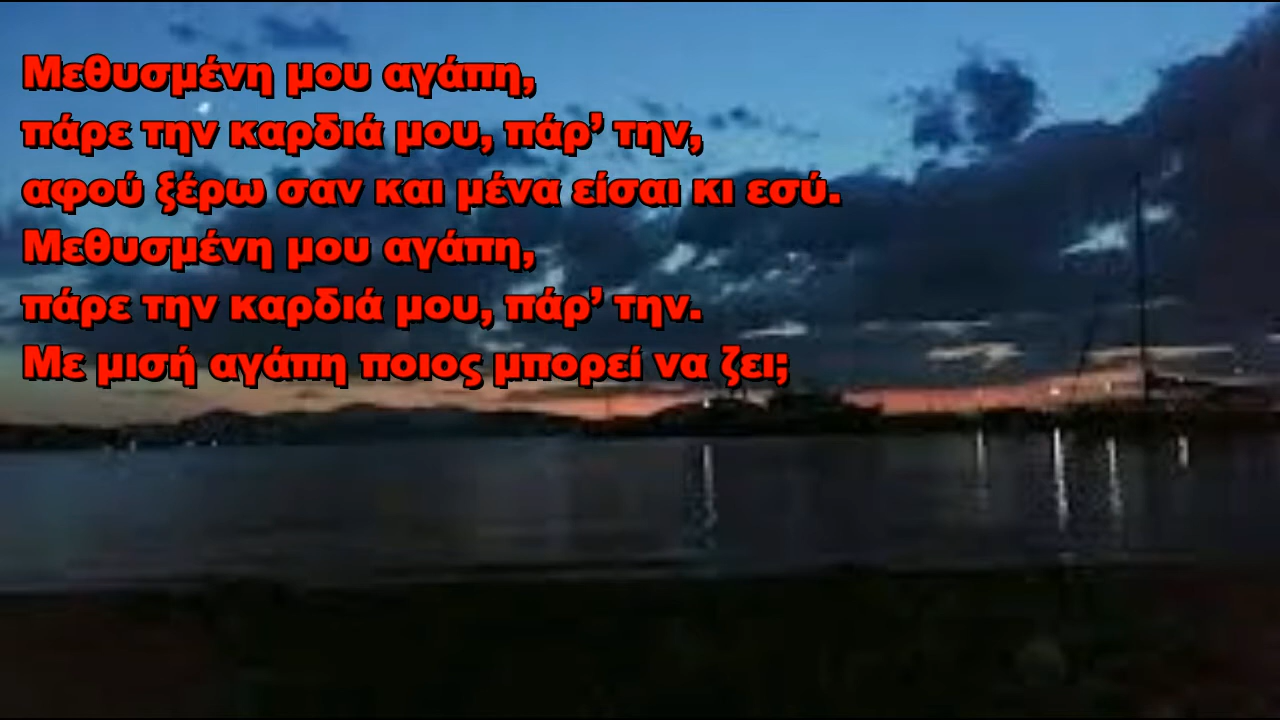 Μεθυσμένη μου αγάπη,
πάρε την καρδιά μου, πάρ’ την,
αφού ξέρω σαν και μένα είσαι κι εσύ.
Μεθυσμένη μου αγάπη,
πάρε την καρδιά μου, πάρ’ την.
Με μισή αγάπη ποιος μπορεί να ζει;